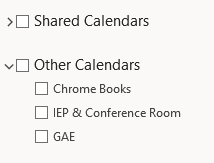 Shared Calendars
Other Calendars
Chrome Books
IEP & Conference Room
GAE